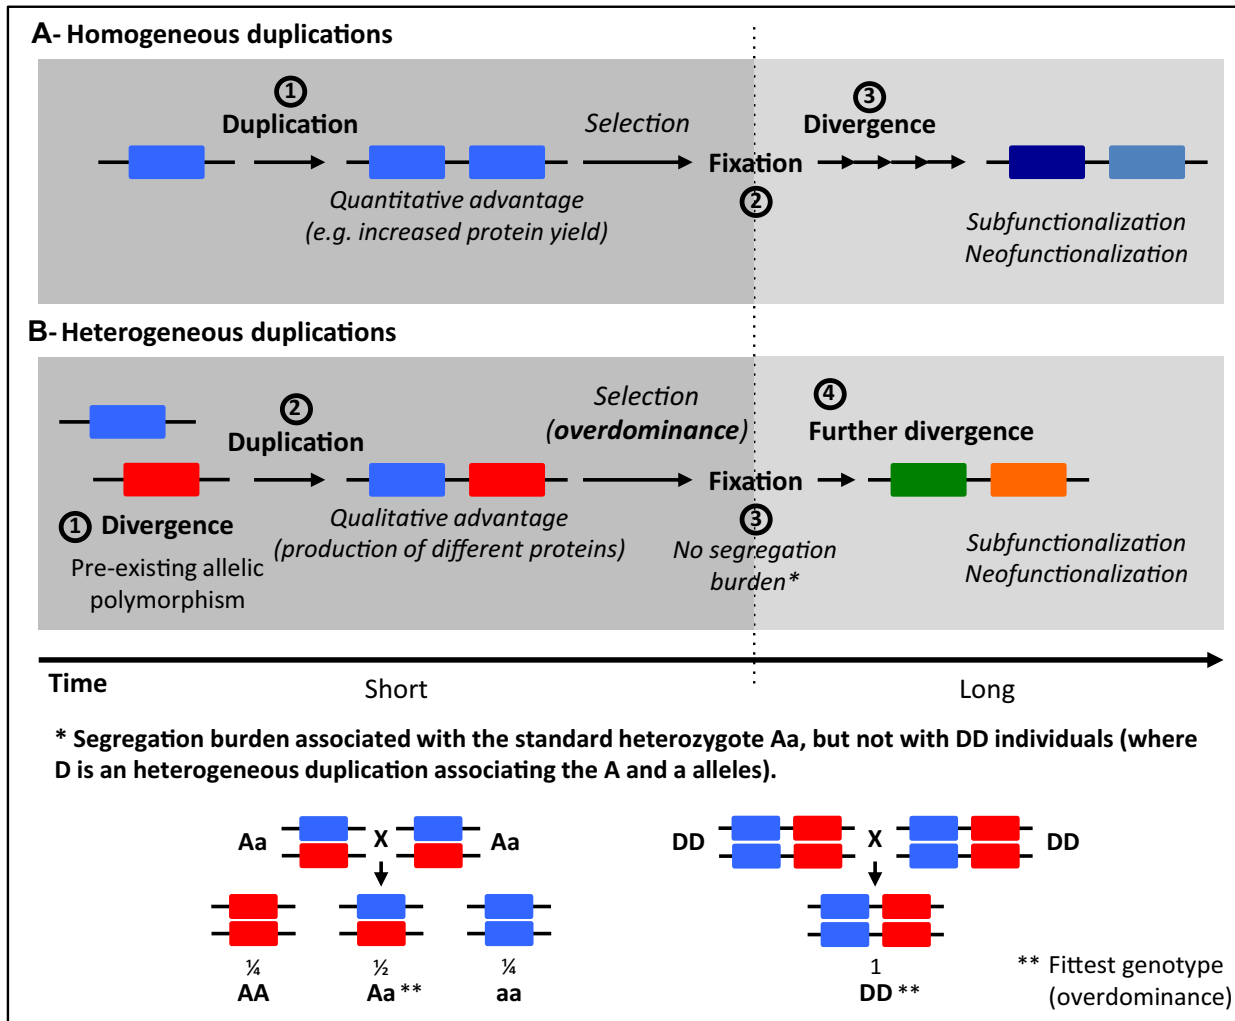 A- Homogeneous duplications
1
Duplication
Selection
3
Divergence
Fixation
2
Quantitative advantage
(e.g. increased protein yield)
Subfunctionalization
Neofunctionalization
B- Heterogeneous duplications
2
Duplication
Selection
(overdominance)
4
Further divergence
Fixation
3
1 Divergence
Pre-existing allelic
polymorphism
Qualitative advantage
(production of different proteins)
No segregation
burden*
Subfunctionalization
Neofunctionalization
Time
Short
Long
* Segregation burden associated with the standard heterozygote Aa, but not with DD individuals (where
D is an heterogeneous duplication associating the A and a alleles).
Aa X Aa
DD X DD
¼ ½ ¼
AA Aa ** aa
1
DD **
** Fittest genotype
(overdominance)